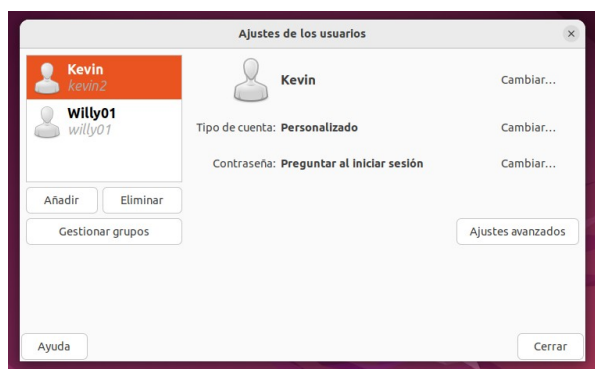 Ajustes de los usuarios
Kevin
kevin2
Willy01
willy01
Añadir
Eliminar
Gestionar grupos
Kevin
Cambiar...
Tipo de cuenta: Personalizado
Cambiar...
Contraseña: Preguntar al iniciar sesión
Cambiar...
Ajustes avanzados
Ayuda
Cerrar